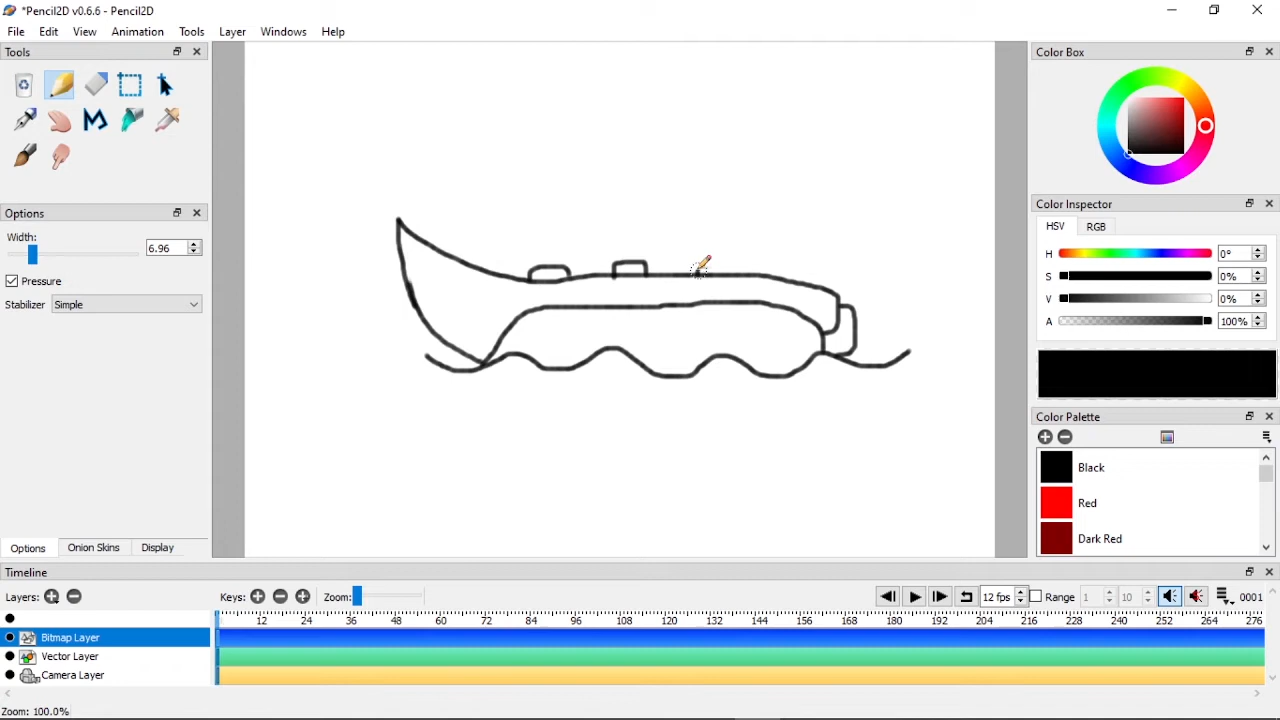 *Pencil2D v0.6.6 - Pencil2D
File Edit View Animation Tools Layer Windows Help
Tools
Options
Width:
6.96
Pressure
Stabilizer Simple
Options Onion Skins Display
Color Box
Color Inspector
HSV RGB
H 0°
S 0%
V 0%
A 100%
Color Palette
Black
Red
Dark Red
Timeline
Layers: Keys: Zoom: 12 fps Range 1 10 0001
12 24 36 48 60 72 84 96 108 120 132 144 156 168 180 192 204 216 228 240 252 264 276
Bitmap Layer
Vector Layer
Camera Layer
Zoom: 100.0%